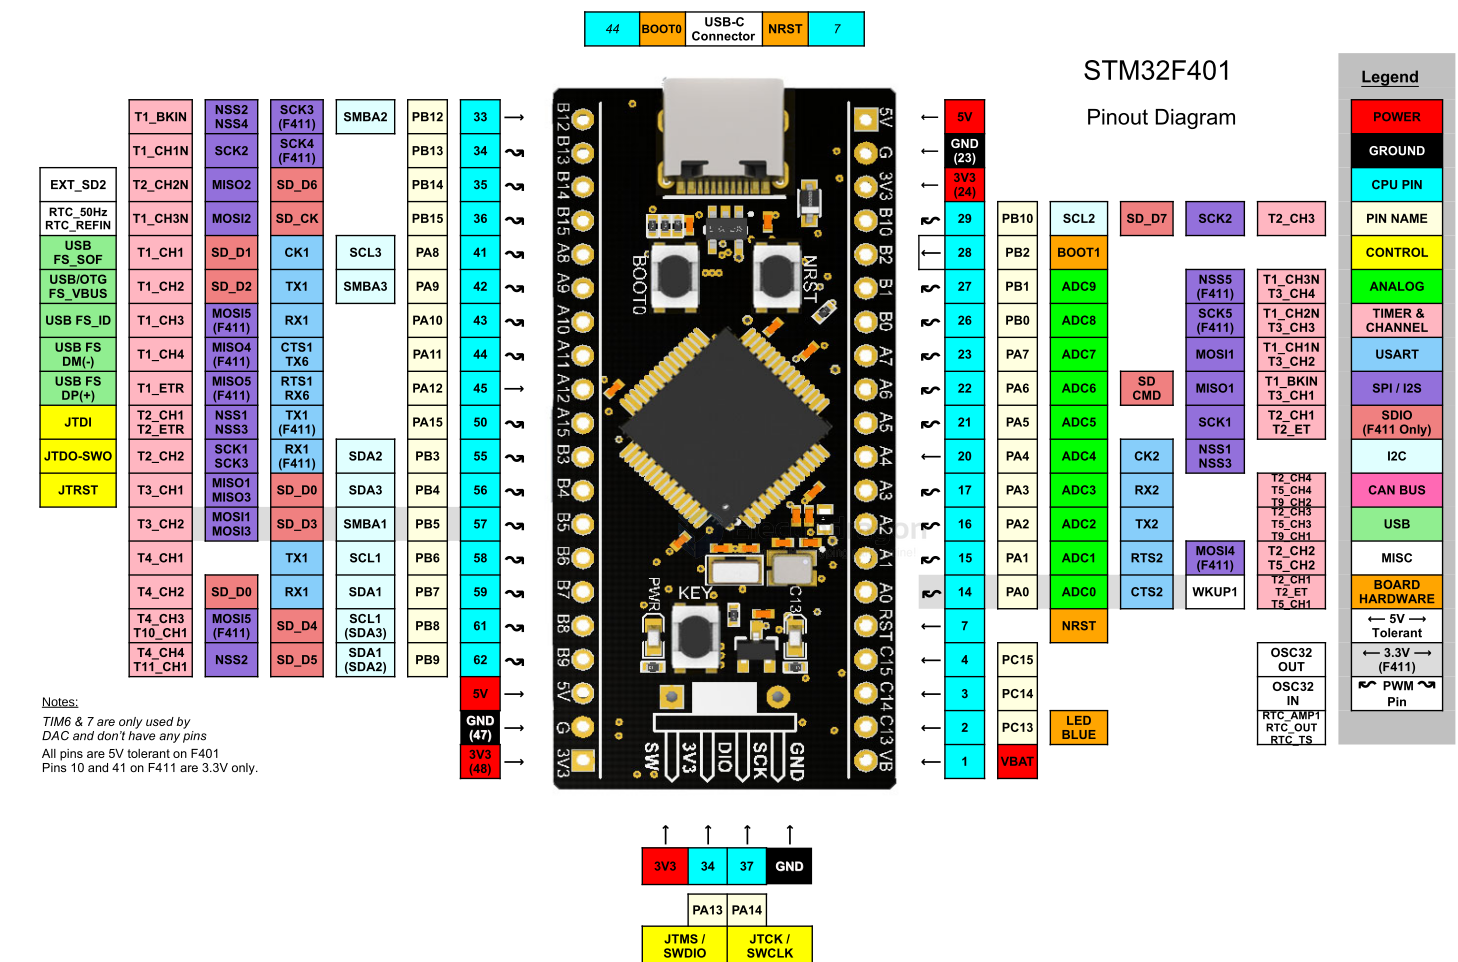 44 BOOT0 USB-C Connector NRST 7
STM32F401
Pinout Diagram
T1_BKIN NSS2 NSS4 SCK3 (F411) SMBA2 PB12 33
T1_CH1N SCK2 SCK4 (F411) PB13 34
EXT_SD2 T1_CH2N MISO2 SD_D6 PB14 35
RTC_50Hz RTC_REFIN T1_CH3N MOSI2 SD_CK PB15 36
USB FS_SOF T1_CH1 SD_D1 CK1 SCL3 PA8 41
USB/OTG FS_VBUS T1_CH2 SD_D2 TX1 SMBA3 PA9 42
USB FS_ID T1_CH3 MOSI5 (F411) RX1 PA10 43
USB FS DM(-) T1_CH4 MISO4 (F411) CTS1 TX6 PA11 44
USB FS DP(+) T1_ETR MISO5 (F411) RTS1 RX6 PA12 45
JTDI T2_CH1 T2_ETR NSS1 NSS3 TX1 (F411) PA15 50
JTDO-SWO T2_CH2 SCK1 SCK3 RX1 (F411) SDA2 PB3 55
JTRST T3_CH1 MISO1 MISO3 SD_D0 SDA3 PB4 56
T3_CH2 MOSI1 MOSI3 SD_D3 SMBA1 PB5 57
T4_CH1 TX1 SCL1 PB6 58
T4_CH2 SD_D0 RX1 SDA1 PB7 59
T4_CH3 T10_CH1 MOSI5 (F411) SD_D4 SCL1 (SDA3) PB8 61
T4_CH4 T11_CH1 NSS2 SD_D5 SDA1 (SDA2) PB9 62
5V
GND (47)
3V3 (48)
Notes:
TIM6 & 7 are only used by
DAC and don't have any pins
All pins are 5V tolerant on F401
Pins 10 and 41 on F411 are 3.3V only.
B12 B13 B14 B15 A8 A9 A10 A11 A12 A15 B3 B4 B5 B6 B7 B8 B9 5V G 3V3
BOOT0
NRST
PWR
KEY
C13
SW 3V3 DIO SCK GND
5V G 3V3 B10 B2 B1 B0 A7 A6 A5 A4 A3 A2 A1 A0 RST C15 C14 C13 VB
5V
GND (23)
3V3 (24)
29 PB10 SCL2 SD_D7 SCK2 T2_CH3
28 PB2 BOOT1
27 PB1 ADC9 NSS5 (F411) T1_CH3N T3_CH4
26 PB0 ADC8 SCK5 (F411) T1_CH2N T3_CH3
23 PA7 ADC7 MOSI1 T1_CH1N T3_CH2
22 PA6 ADC6 SD CMD MISO1 T1_BKIN T3_CH1
21 PA5 ADC5 SCK1 T2_CH1 T2_ET
20 PA4 ADC4 CK2 NSS1 NSS3
17 PA3 ADC3 RX2 T2_CH4 T5_CH4 T9_CH2
16 PA2 ADC2 TX2 T2_CH3 T5_CH3 T9_CH1
15 PA1 ADC1 RTS2 MOSI4 (F411) T2_CH2 T5_CH2
14 PA0 ADC0 CTS2 WKUP1 T2_CH1 T2_ET T5_CH1
7 NRST
4 PC15 OSC32 OUT
3 PC14 OSC32 IN
2 PC13 LED BLUE RTC_AMP1 RTC_OUT RTC_TS
1 VBAT
Legend
POWER
GROUND
CPU PIN
PIN NAME
CONTROL
ANALOG
TIMER & CHANNEL
USART
SPI / I2S
SDIO (F411 Only)
I2C
CAN BUS
USB
MISC
BOARD HARDWARE
← 5V →
Tolerant
← 3.3V →
(F411)
PWM
Pin
3V3 34 37 GND
PA13 PA14
JTMS / SWDIO JTCK / SWCLK